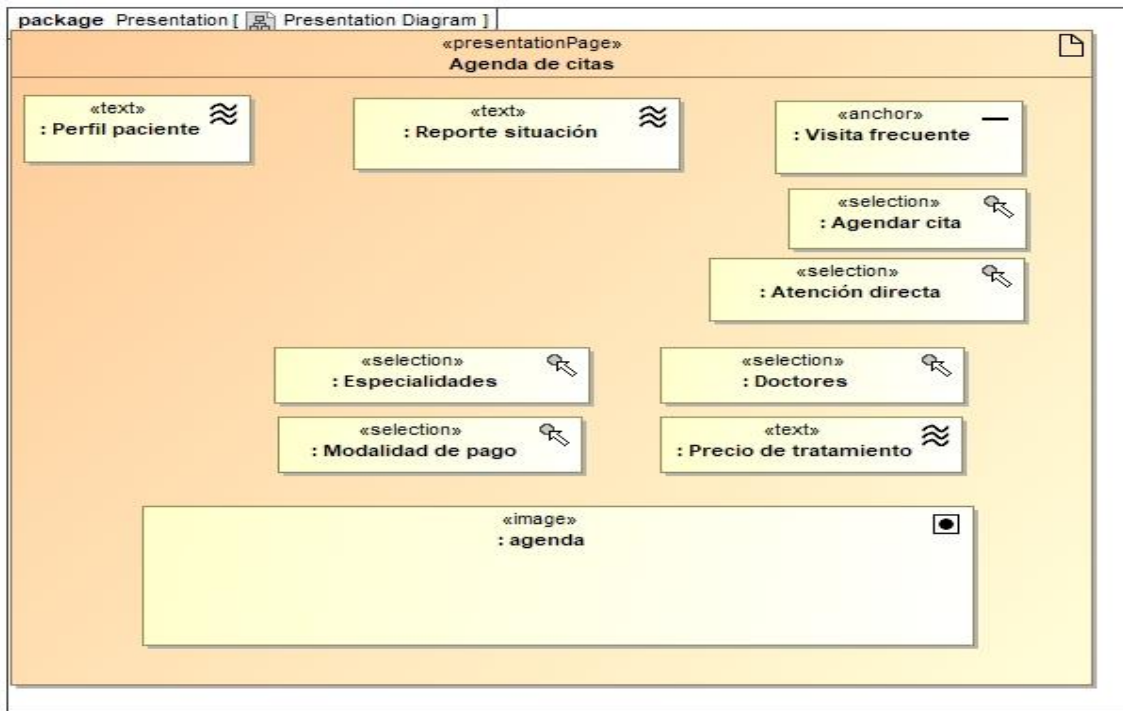 package Presentation [ Presentation Diagram ]
«presentationPage»
Agenda de citas
«text»
: Perfil paciente
«text»
: Reporte situación
«anchor»
: Visita frecuente
«selection»
: Agendar cita
«selection»
: Atención directa
«selection»
: Especialidades
«selection»
: Doctores
«selection»
: Modalidad de pago
«text»
: Precio de tratamiento
«image»
: agenda